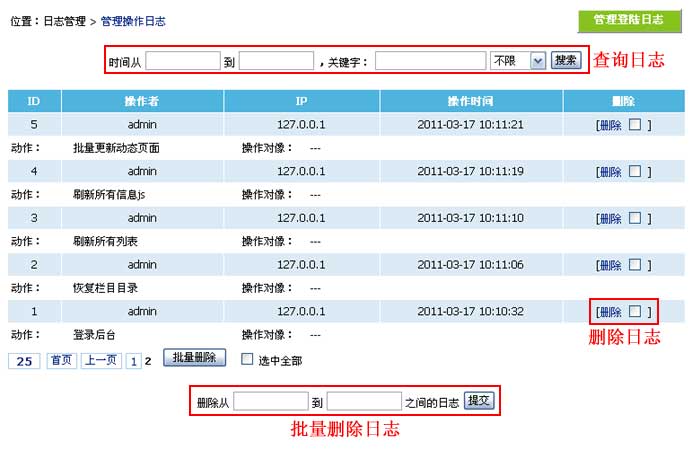 位置：日志管理 > 管理操作日志
管理登陆日志
时间从 到 ，关键字： 不限 搜索
查询日志
ID 操作者 IP 操作时间 删除
5 admin 127.0.0.1 2011-03-17 10:11:21 [删除 ]
动作： 批量更新动态页面 操作对像： ---
4 admin 127.0.0.1 2011-03-17 10:11:19 [删除 ]
动作： 刷新所有信息js 操作对像： ---
3 admin 127.0.0.1 2011-03-17 10:11:10 [删除 ]
动作： 刷新所有列表 操作对像： ---
2 admin 127.0.0.1 2011-03-17 10:11:06 [删除 ]
动作： 恢复栏目目录 操作对像： ---
1 admin 127.0.0.1 2011-03-17 10:10:32 [删除 ]
动作： 登录后台 操作对像： ---
删除日志
25 首页 上一页 1 2 批量删除 选中全部
删除从 到 之间的日志 提交
批量删除日志